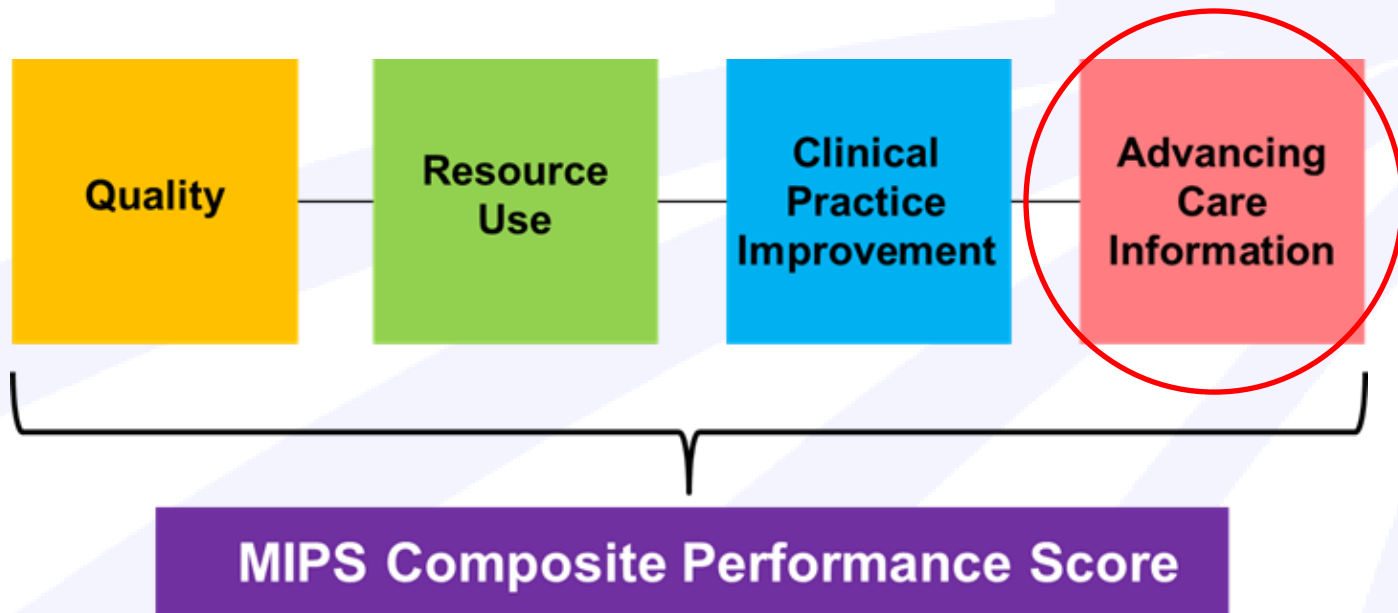 Quality
Resource
Use
Clinical
Practice
Improvement
Advancing
Care
Information
MIPS Composite Performance Score